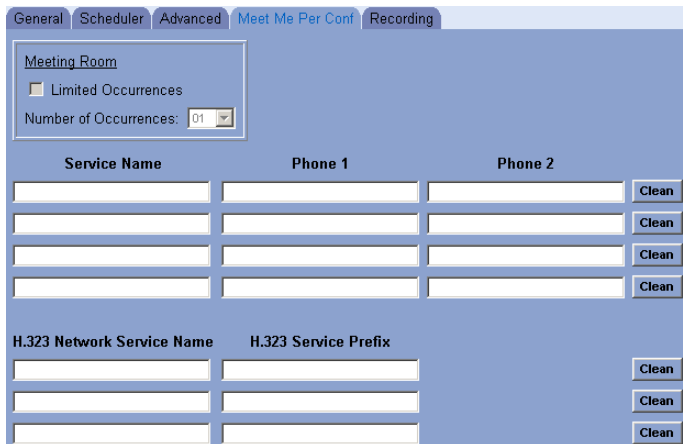 General Scheduler Advanced Meet Me Per Conf Recording
Meeting Room
Limited Occurrences
Number of Occurrences: 01
Service Name Phone 1 Phone 2
Clean
Clean
Clean
Clean
H.323 Network Service Name H.323 Service Prefix
Clean
Clean
Clean